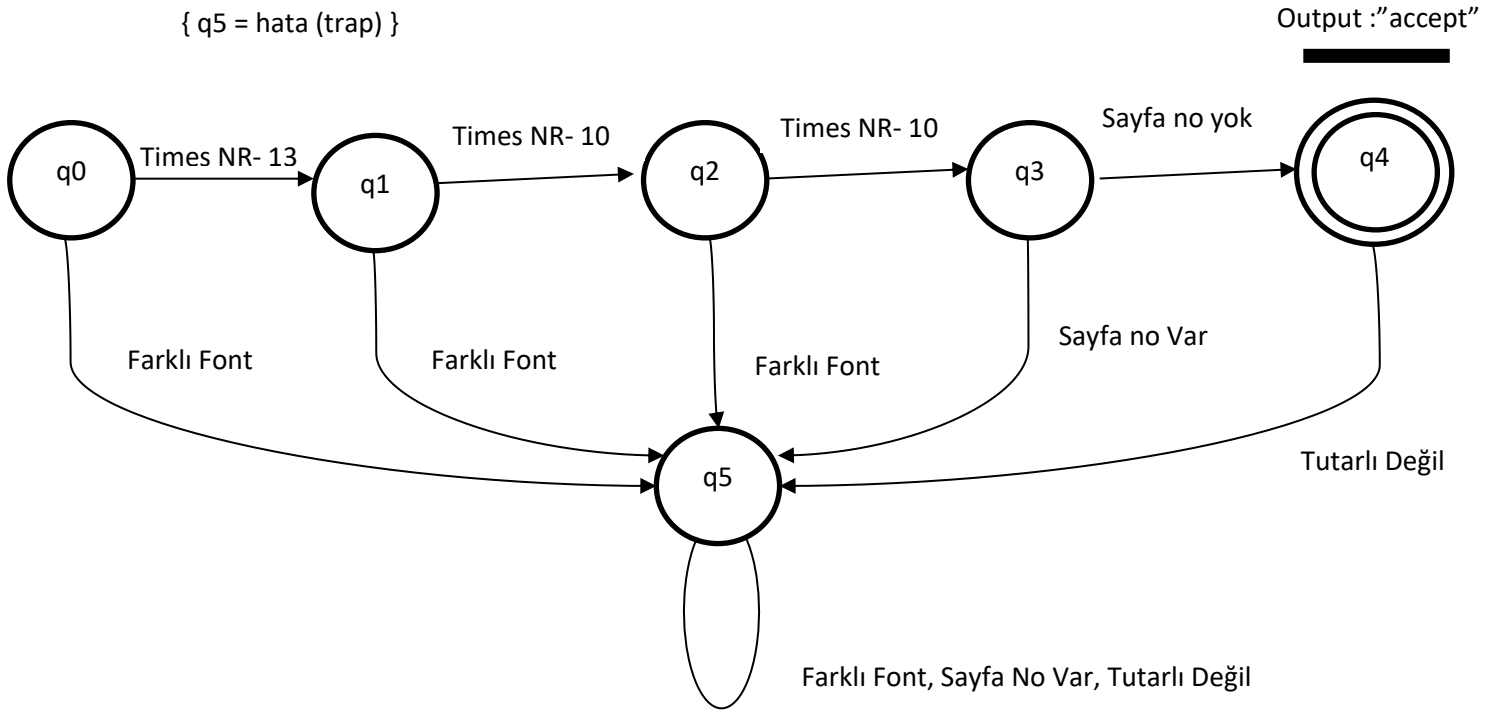 { q5 = hata (trap) }
Output :”accept”
q0
Times NR- 13
q1
Times NR- 10
q2
Times NR- 10
q3
Sayfa no yok
q4
Farklı Font
Farklı Font
Farklı Font
Sayfa no Var
Tutarlı Değil
q5
Farklı Font, Sayfa No Var, Tutarlı Değil